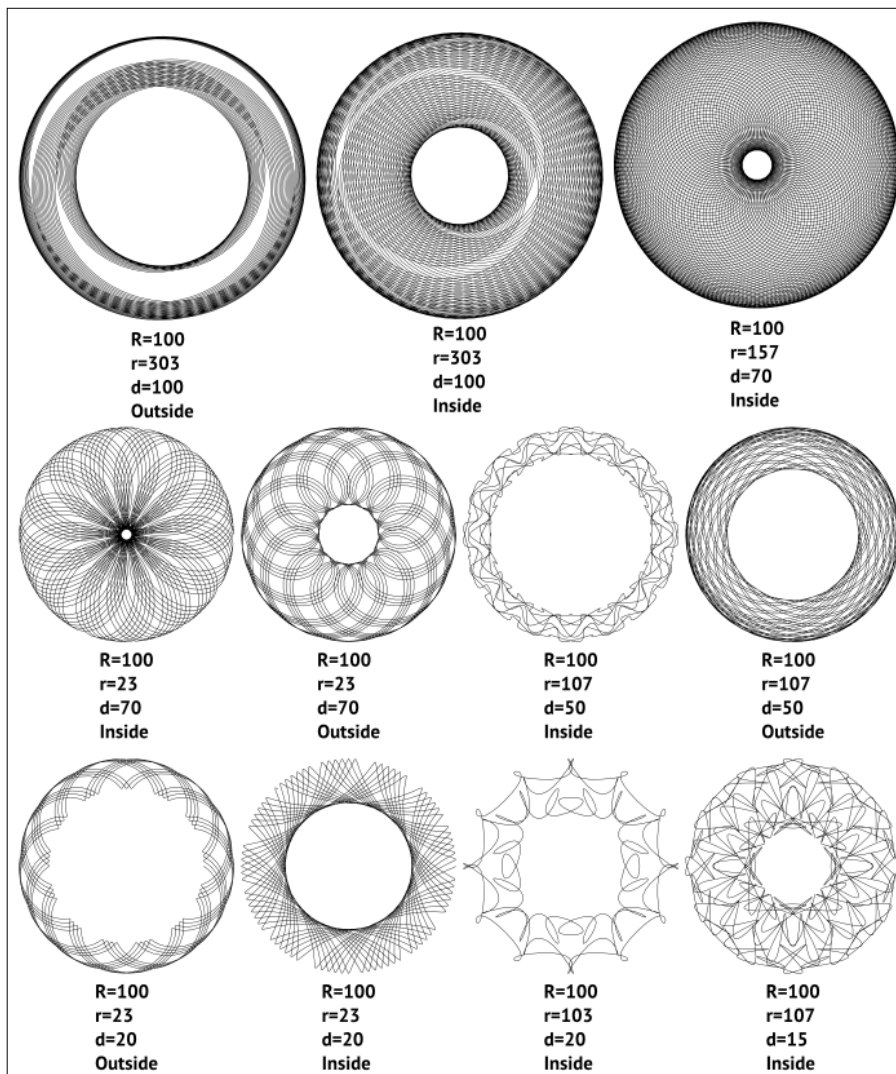 R=100
r=303
d=100
Outside
R=100
r=303
d=100
Inside
R=100
r=157
d=70
Inside
R=100
r=23
d=70
Inside
R=100
r=23
d=70
Outside
R=100
r=107
d=50
Inside
R=100
r=107
d=50
Outside
R=100
r=23
d=20
Outside
R=100
r=23
d=20
Inside
R=100
r=103
d=20
Inside
R=100
r=107
d=15
Inside